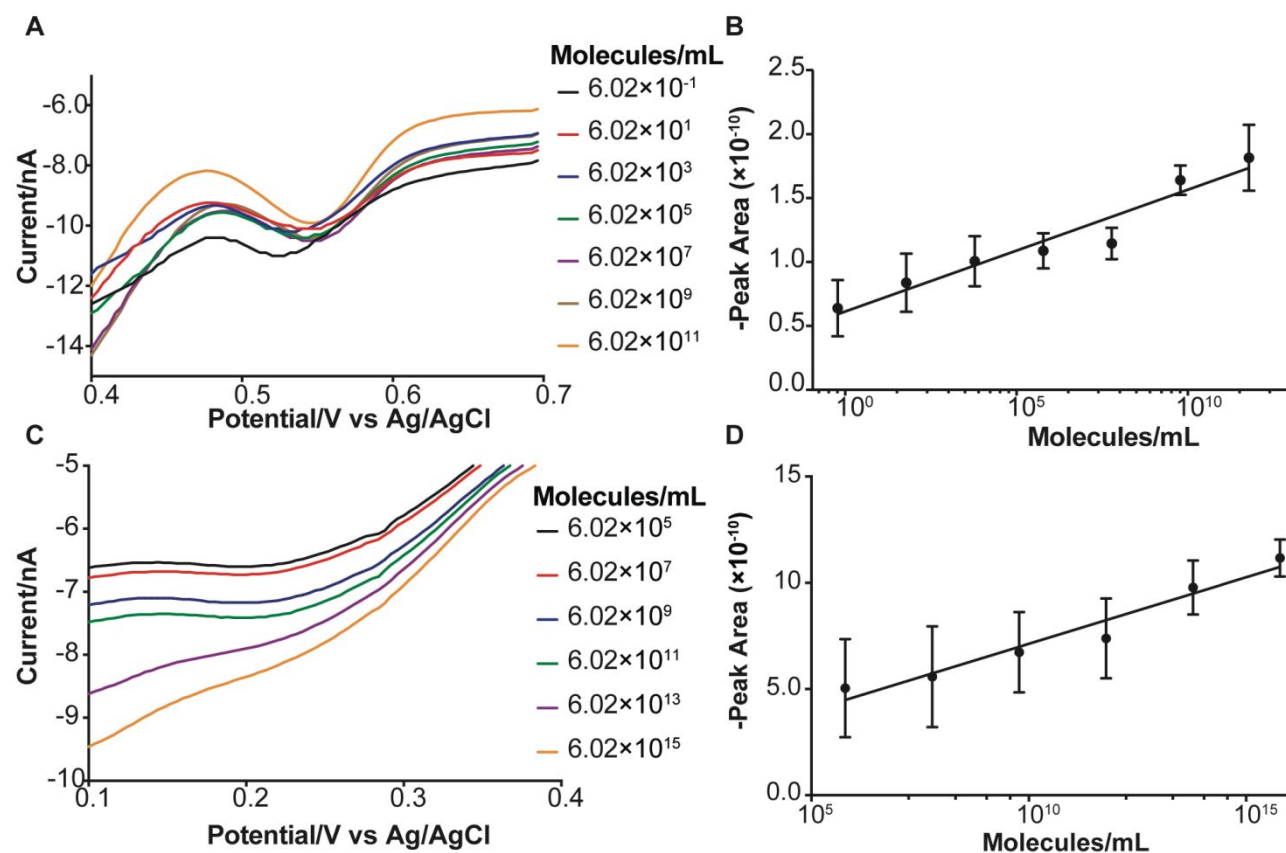 A
Molecules/mL
6.02×10⁻¹
6.02×10¹
6.02×10³
6.02×10⁵
6.02×10⁷
6.02×10⁹
6.02×10¹¹
Current/nA
-6.0
-8.0
-10
-12
-14
0.4 0.5 0.6 0.7
Potential/V vs Ag/AgCl
B
-Peak Area (×10⁻¹⁰)
2.5
2.0
1.5
1.0
0.5
0.0
10⁰ 10⁵ 10¹⁰
Molecules/mL
C
Molecules/mL
6.02×10⁵
6.02×10⁷
6.02×10⁹
6.02×10¹¹
6.02×10¹³
6.02×10¹⁵
Current/nA
-5
-6
-7
-8
-9
-10
0.1 0.2 0.3 0.4
Potential/V vs Ag/AgCl
D
-Peak Area (×10⁻¹⁰)
15
10
5.0
0.0
10⁵ 10¹⁰ 10¹⁵
Molecules/mL